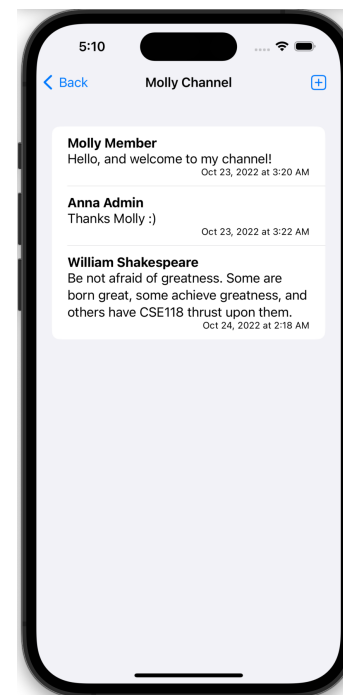 5:10
Back
Molly Channel
Molly Member
Hello, and welcome to my channel!
Oct 23, 2022 at 3:20 AM
Anna Admin
Thanks Molly :)
Oct 23, 2022 at 3:22 AM
William Shakespeare
Be not afraid of greatness. Some are
born great, some achieve greatness, and
others have CSE118 thrust upon them.
Oct 24, 2022 at 2:18 AM